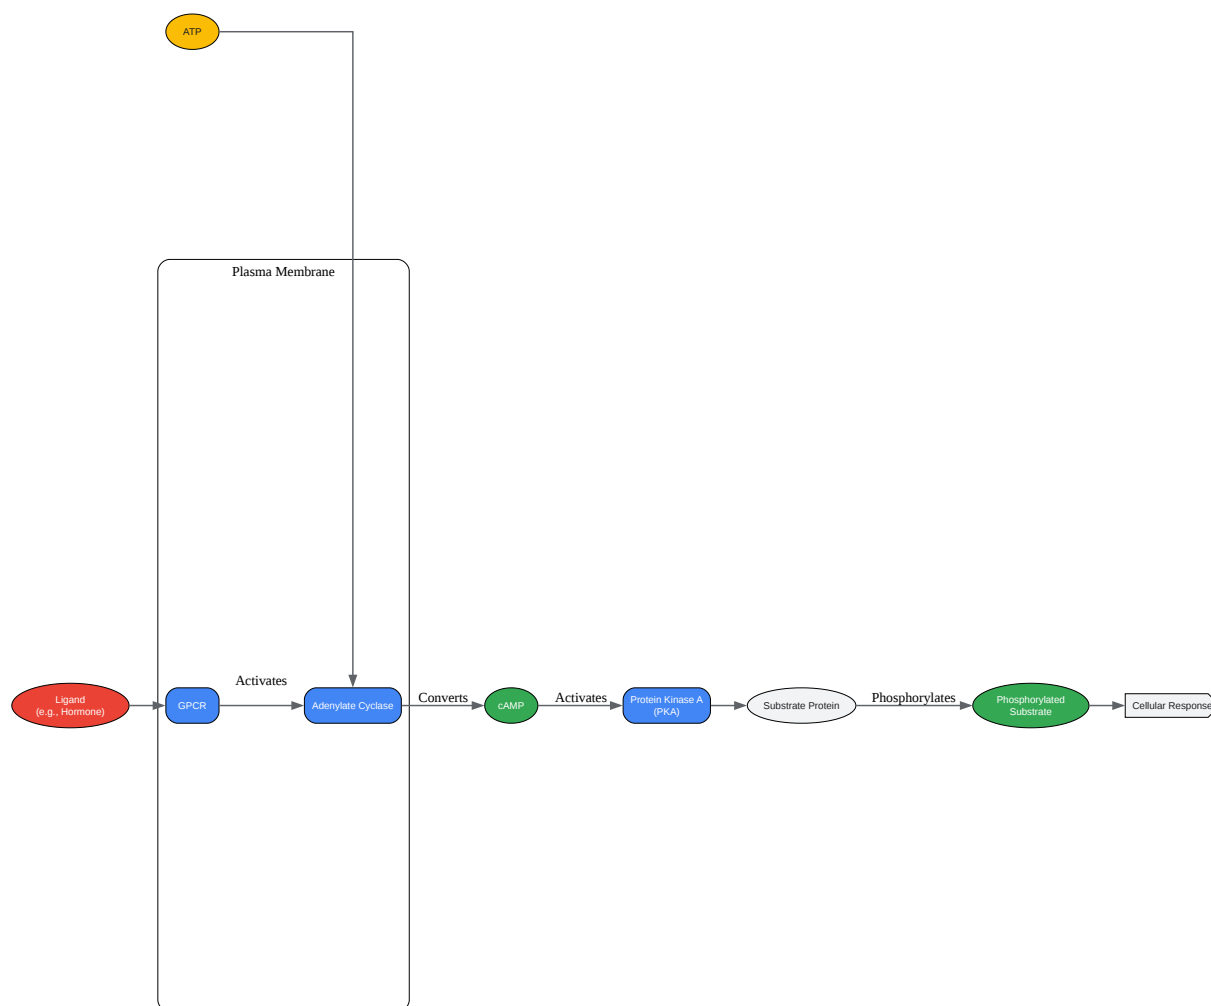 ATP
Plasma Membrane
Ligand
(e.g., Hormone)
GPCR
Activates
Adenylate Cyclase
Converts
cAMP
Activates
Protein Kinase A
(PKA)
Substrate Protein
Phosphorylates
Phosphorylated
Substrate
Cellular Response